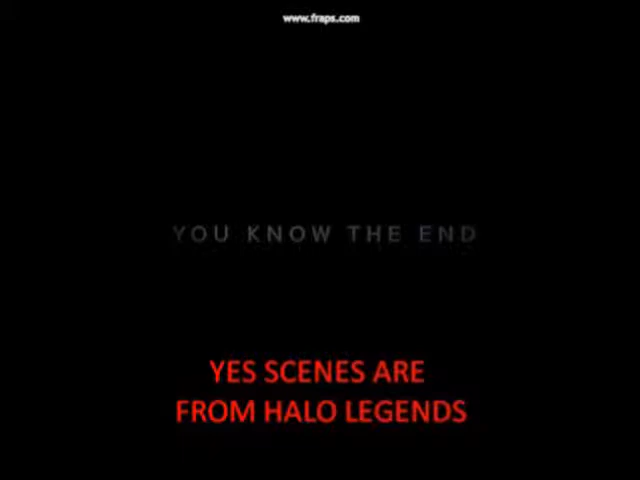 www.fraps.com
YOU KNOW THE END
YES SCENES ARE
FROM HALO LEGENDS